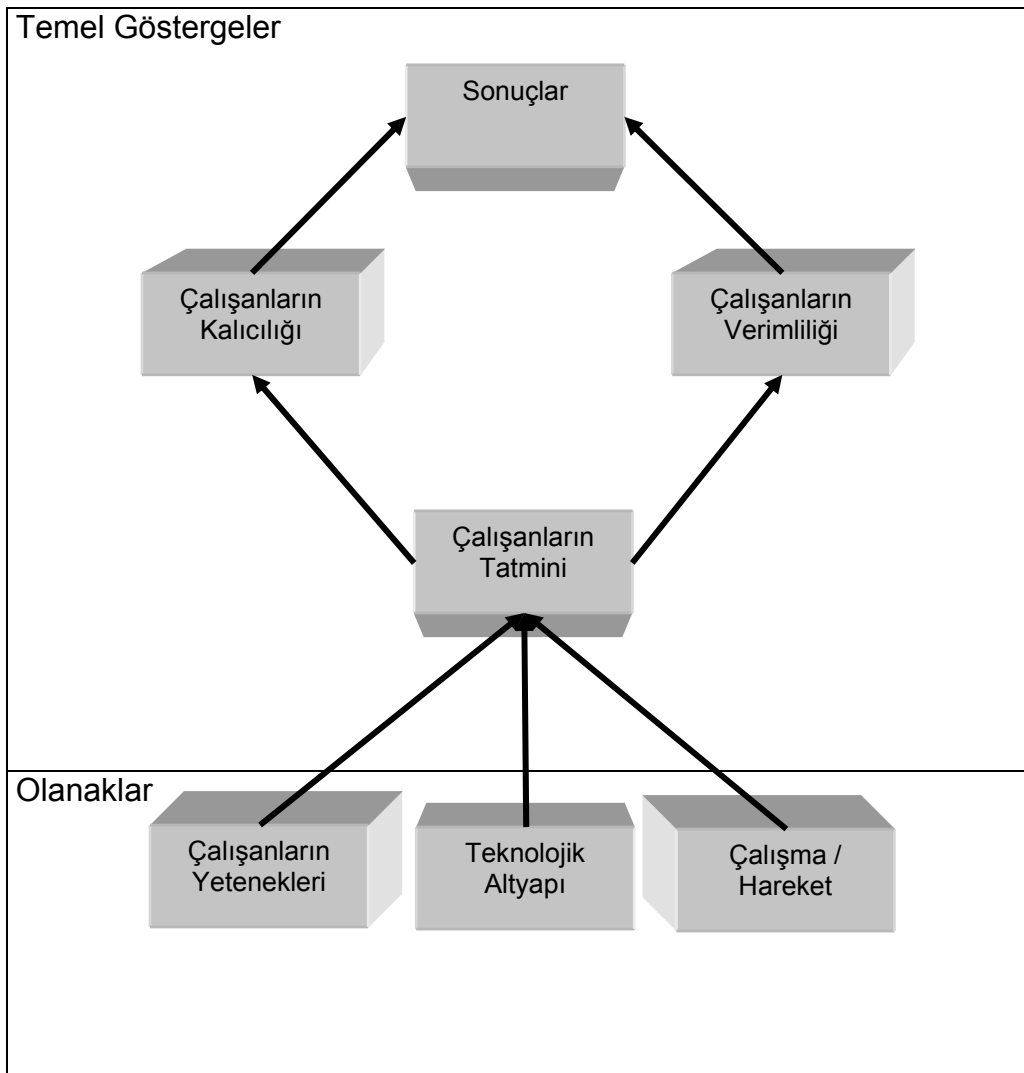 Temel Göstergeler
Sonuçlar
Çalışanların
Kalıcılığı
Çalışanların
Verimliliği
Çalışanların
Tatmini
Olanaklar
Çalışanların
Yetenekleri
Teknolojik
Altyapı
Çalışma /
Hareket